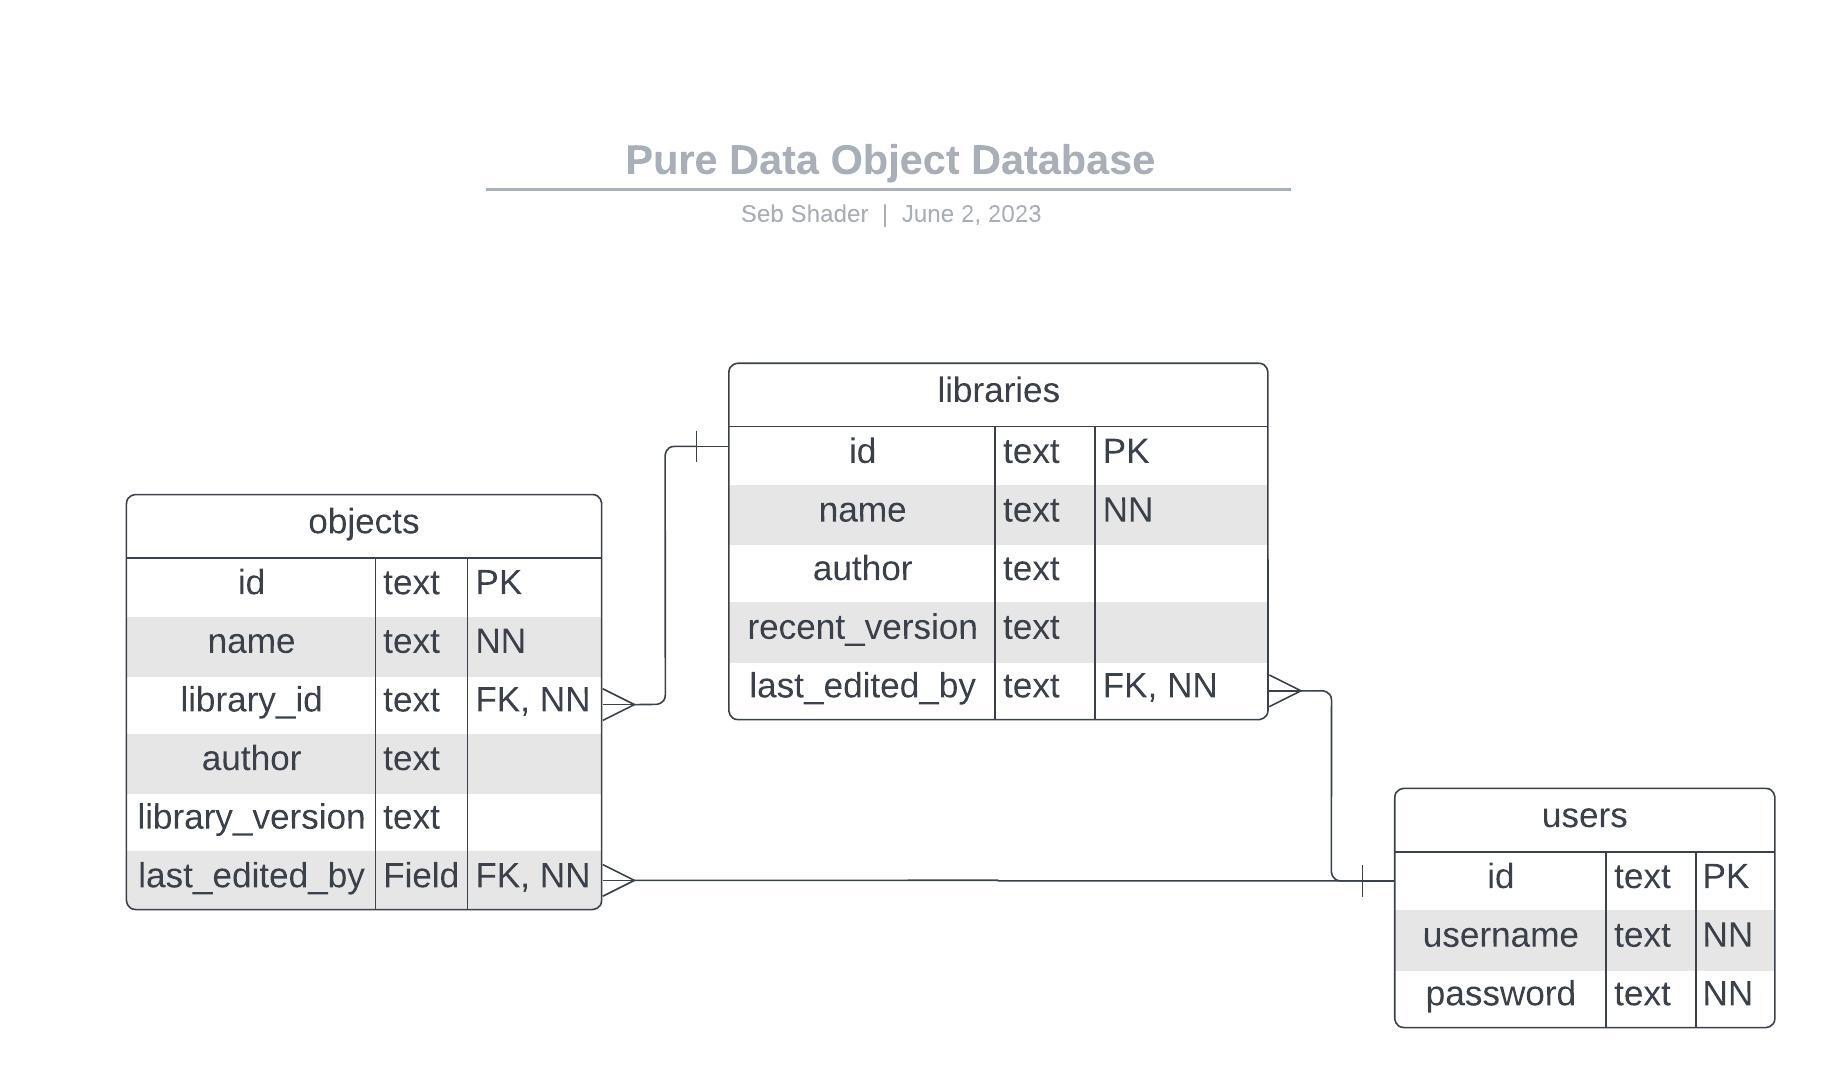 Pure Data Object Database
Seb Shader | June 2, 2023
libraries
id text PK
name text NN
author text
recent_version text
last_edited_by text FK, NN
objects
id text PK
name text NN
library_id text FK, NN
author text
library_version text
last_edited_by Field FK, NN
users
id text PK
username text NN
password text NN